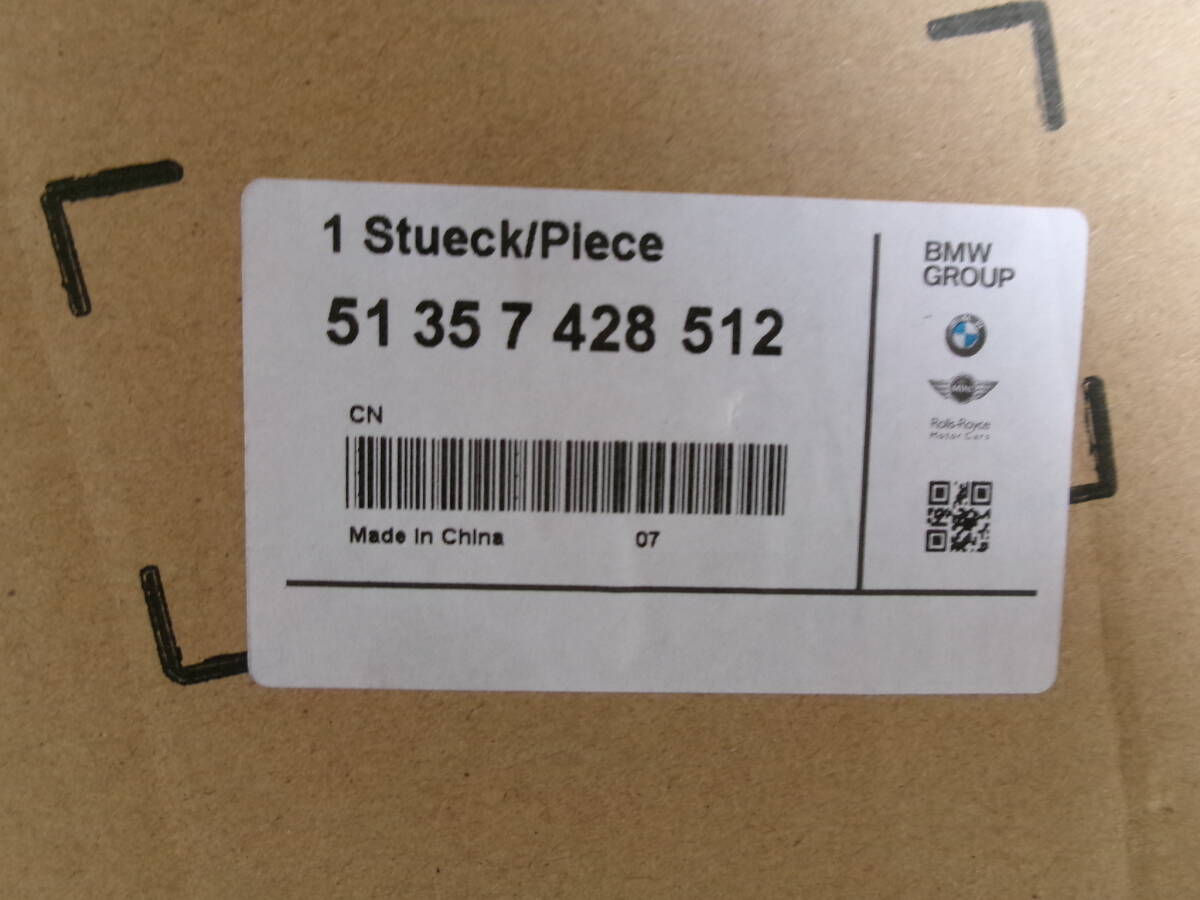 1 Stueck/Piece
51 35 7 428 512
CN
Made in China 07
BMW
GROUP
MINI
Rolls-Royce
Motor Cars